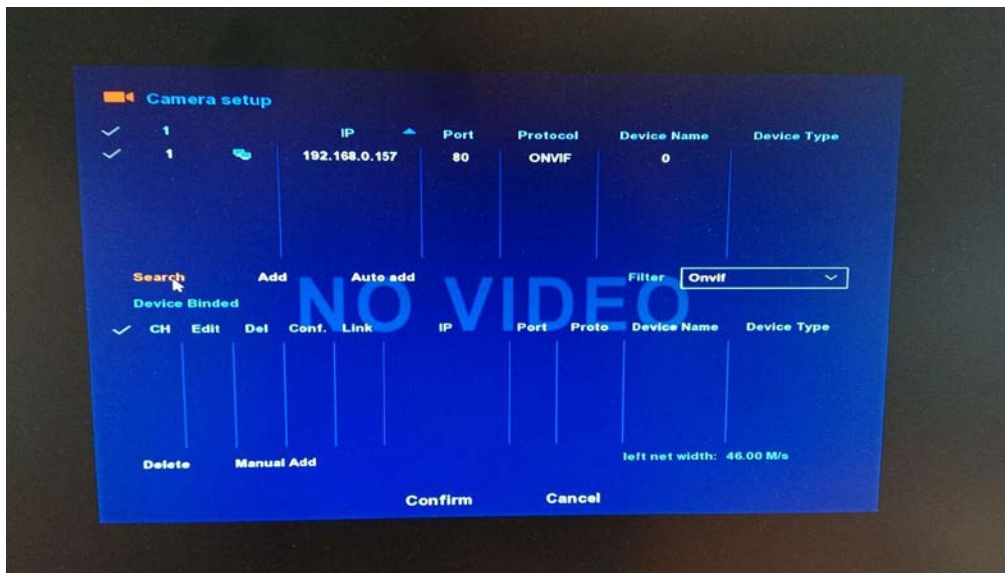 Camera setup
1 IP Port Protocol Device Name Device Type
1 192.168.0.157 80 ONVIF 0
Search Add Auto add Filter Onvif
NO VIDEO
Device Binded
CH Edit Del Conf. Link IP Port Proto Device Name Device Type
left net width: 46.00 M/s
Delete Manual Add
Confirm Cancel